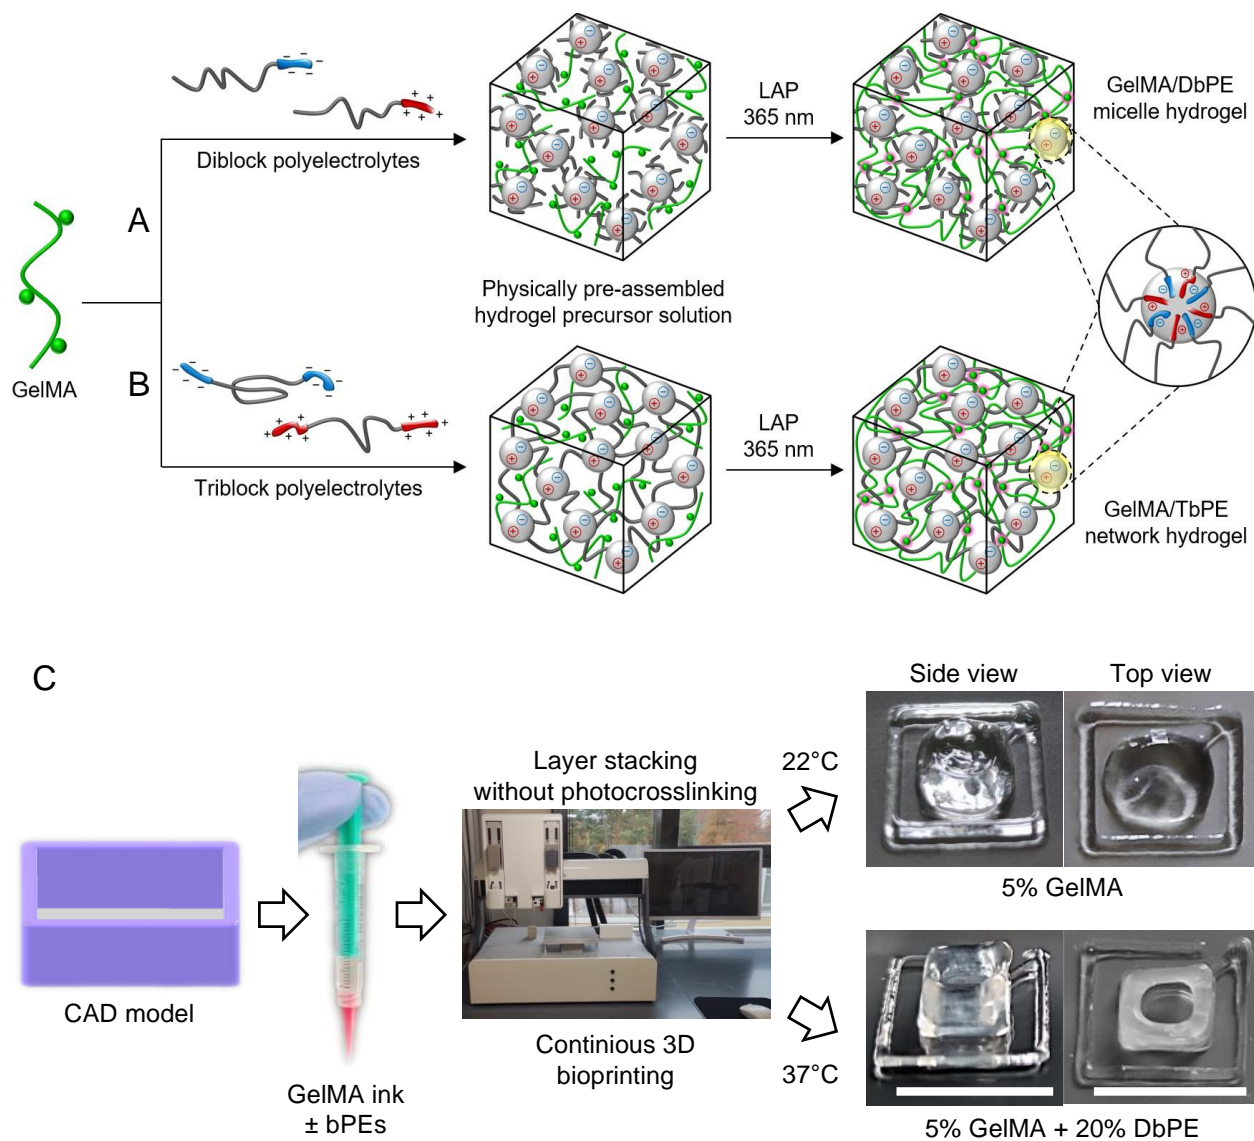 Diblock polyelectrolytes
LAP
365 nm
GelMA/DbPE
micelle hydrogel
A
GelMA
Physically pre-assembled
hydrogel precursor solution
B
Triblock polyelectrolytes
LAP
365 nm
GelMA/TbPE
network hydrogel
C
Side view
Top view
Layer stacking
without photocrosslinking
22°C
5% GelMA
CAD model
GelMA ink
± bPEs
Continious 3D
bioprinting
37°C
5% GelMA + 20% DbPE